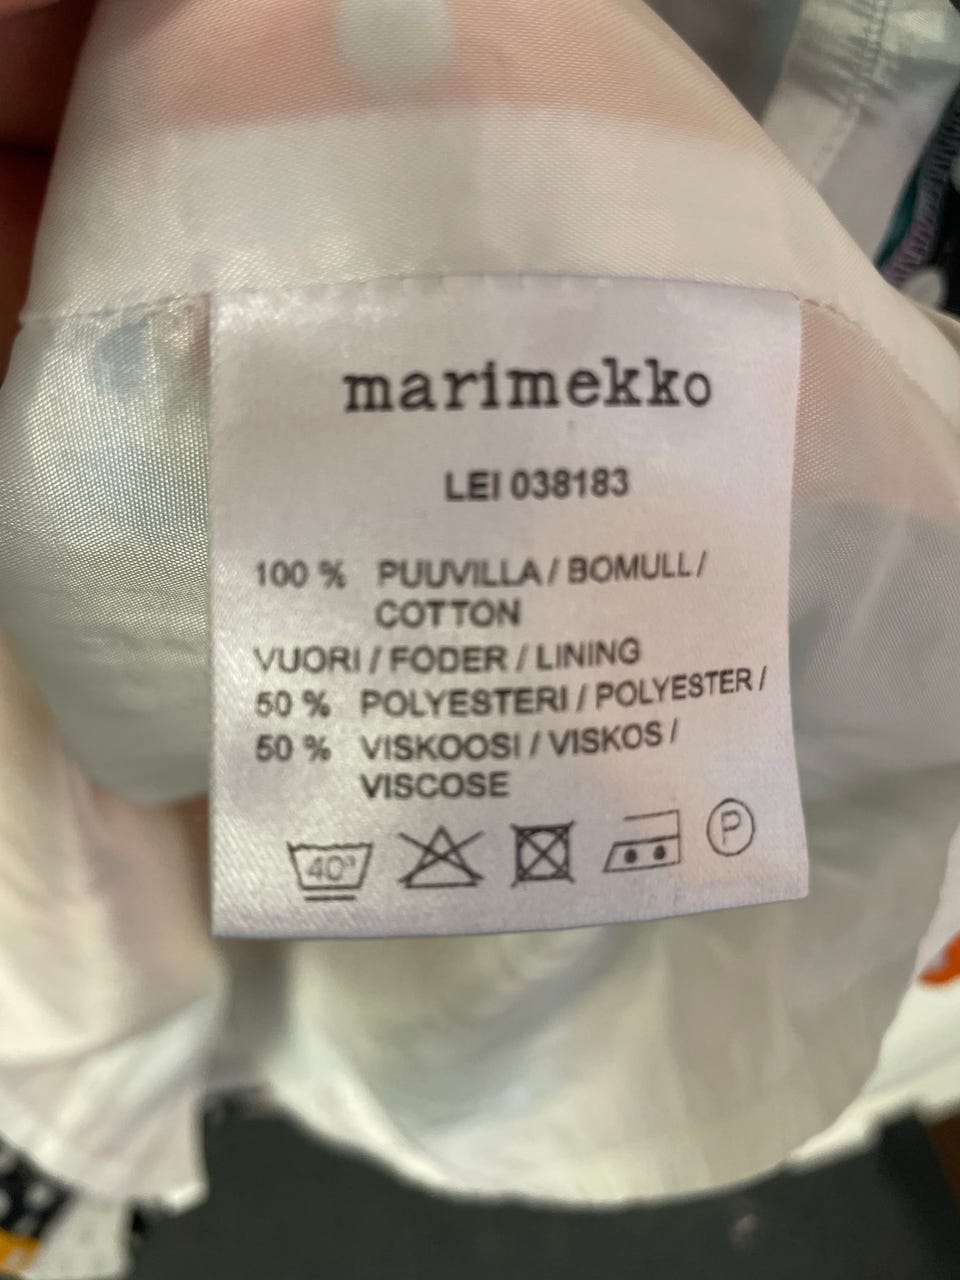 marimekko
LEI 038183
100 % PUUVILLA / BOMULL /
COTTON
VUORI / FODER / LINING
50 % POLYESTERI / POLYESTER /
50 % VISKOOSI / VISKOS /
VISCOSE
40° P